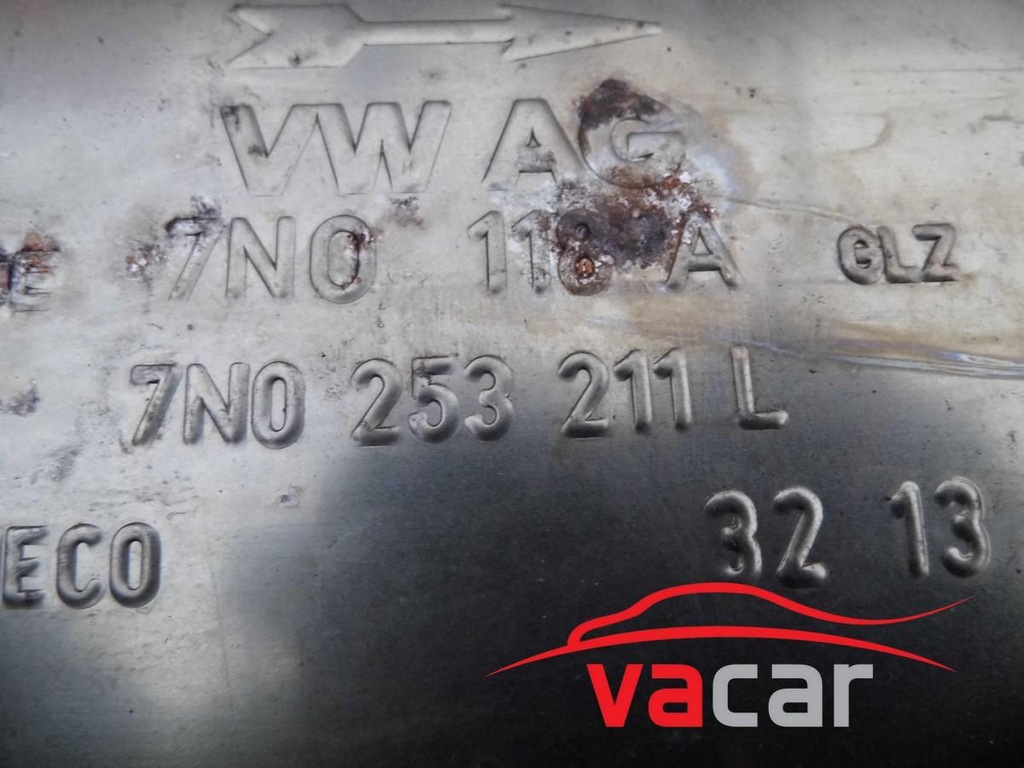 VW AG
7N0 118 A GLZ
7N0 253 211 L
32 13
ECO
vacar